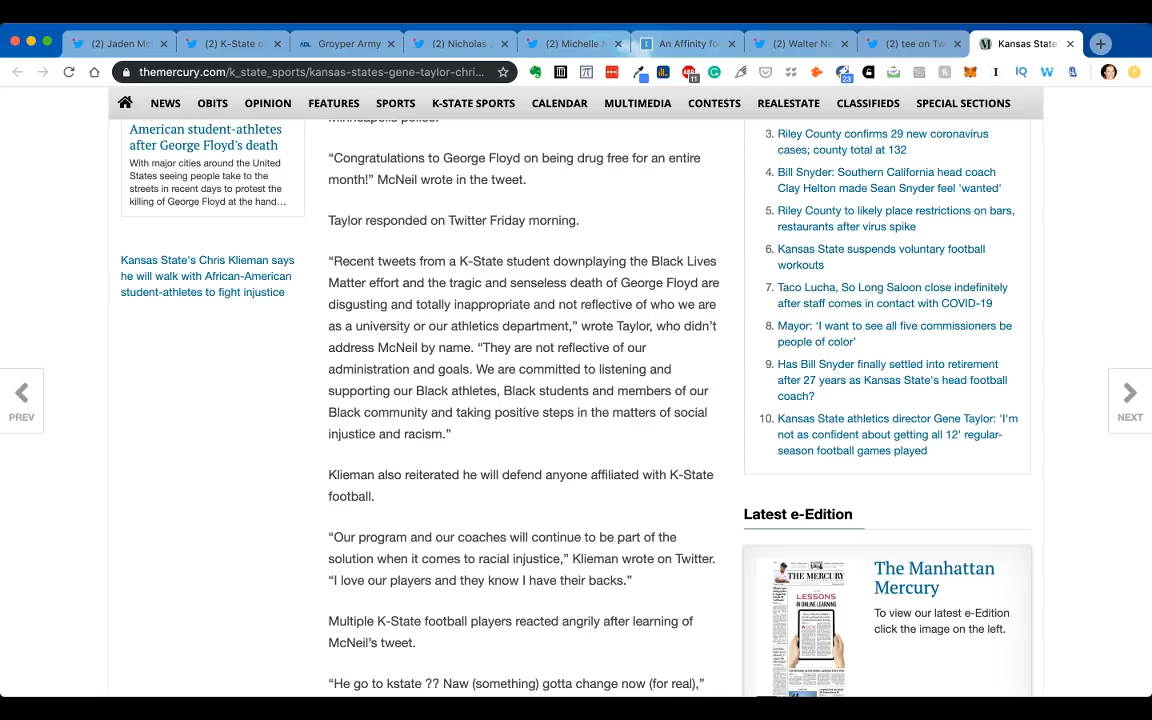 (2) Jaden Mc
(2) K-State o
ADL Groyper Army
(2) Nicholas
(2) Michelle
An Affinity fo
(2) Walter Ne
(2) tee on Tw
Kansas State
themercury.com/k_state_sports/kansas-states-gene-taylor-chri...
11
23
NEWS OBITS OPINION FEATURES SPORTS K-STATE SPORTS CALENDAR MULTIMEDIA CONTESTS REALESTATE CLASSIFIEDS SPECIAL SECTIONS
American student-athletes
after George Floyd's death
With major cities around the United
States seeing people take to the
streets in recent days to protest the
killing of George Floyd at the hand...
Kansas State's Chris Klieman says
he will walk with African-American
student-athletes to fight injustice
PREV
Minneapolis police.
“Congratulations to George Floyd on being drug free for an entire
month!” McNeil wrote in the tweet.
Taylor responded on Twitter Friday morning.
“Recent tweets from a K-State student downplaying the Black Lives
Matter effort and the tragic and senseless death of George Floyd are
disgusting and totally inappropriate and not reflective of who we are
as a university or our athletics department,” wrote Taylor, who didn’t
address McNeil by name. “They are not reflective of our
administration and goals. We are committed to listening and
supporting our Black athletes, Black students and members of our
Black community and taking positive steps in the matters of social
injustice and racism.”
Klieman also reiterated he will defend anyone affiliated with K-State
football.
“Our program and our coaches will continue to be part of the
solution when it comes to racial injustice,” Klieman wrote on Twitter.
“I love our players and they know I have their backs.”
Multiple K-State football players reacted angrily after learning of
McNeil’s tweet.
“He go to kstate ?? Naw (something) gotta change now (for real),”
3. Riley County confirms 29 new coronavirus
cases; county total at 132
4. Bill Snyder: Southern California head coach
Clay Helton made Sean Snyder feel 'wanted'
5. Riley County to likely place restrictions on bars,
restaurants after virus spike
6. Kansas State suspends voluntary football
workouts
7. Taco Lucha, So Long Saloon close indefinitely
after staff comes in contact with COVID-19
8. Mayor: ‘I want to see all five commissioners be
people of color’
9. Has Bill Snyder finally settled into retirement
after 27 years as Kansas State's head football
coach?
10. Kansas State athletics director Gene Taylor: 'I'm
not as confident about getting all 12' regular-
season football games played
NEXT
Latest e-Edition
THE MERCURY
LESSONS
IN ONLINE LEARNING
The Manhattan
Mercury
To view our latest e-Edition
click the image on the left.